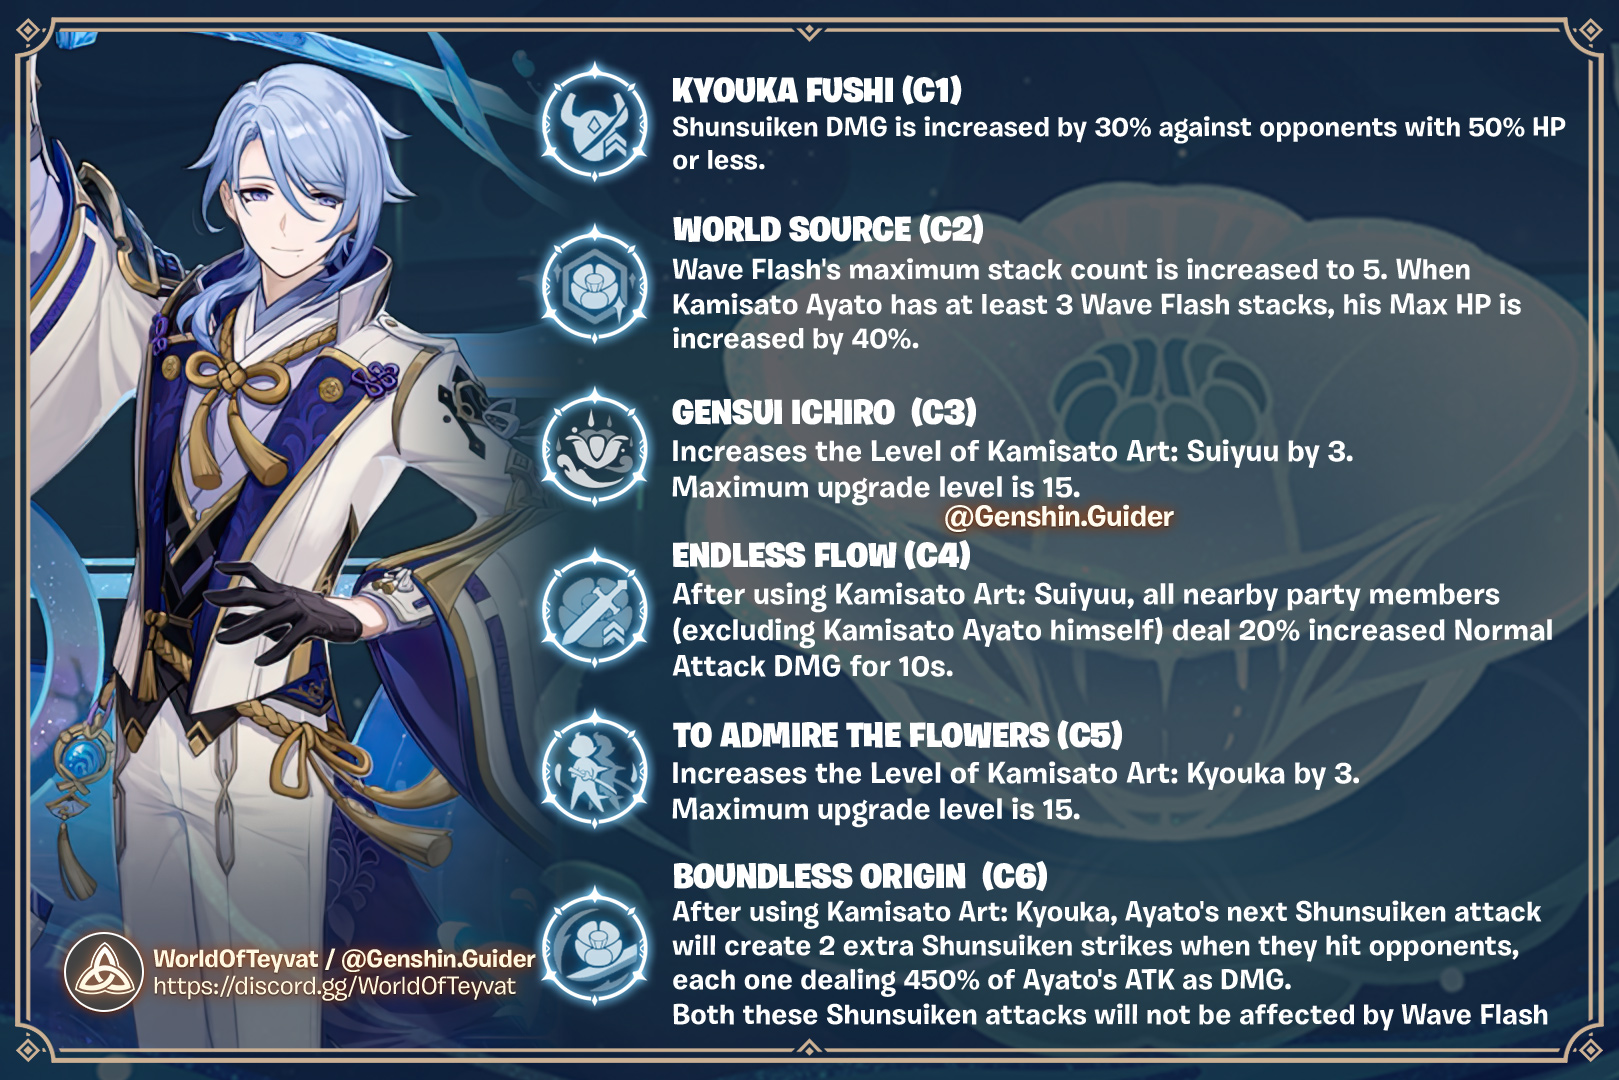 KYOUKA FUSHI (C1)
Shunsuiken DMG is increased by 30% against opponents with 50% HP
or less.
WORLD SOURCE (C2)
Wave Flash's maximum stack count is increased to 5. When
Kamisato Ayato has at least 3 Wave Flash stacks, his Max HP is
increased by 40%.
GENSUI ICHIRO (C3)
Increases the Level of Kamisato Art: Suiyuu by 3.
Maximum upgrade level is 15.
@Genshin.Guider
ENDLESS FLOW (C4)
After using Kamisato Art: Suiyuu, all nearby party members
(excluding Kamisato Ayato himself) deal 20% increased Normal
Attack DMG for 10s.
TO ADMIRE THE FLOWERS (C5)
Increases the Level of Kamisato Art: Kyouka by 3.
Maximum upgrade level is 15.
BOUNDLESS ORIGIN (C6)
After using Kamisato Art: Kyouka, Ayato's next Shunsuiken attack
will create 2 extra Shunsuiken strikes when they hit opponents,
each one dealing 450% of Ayato's ATK as DMG.
Both these Shunsuiken attacks will not be affected by Wave Flash
WorldOfTeyvat / @Genshin.Guider
https://discord.gg/WorldOfTeyvat